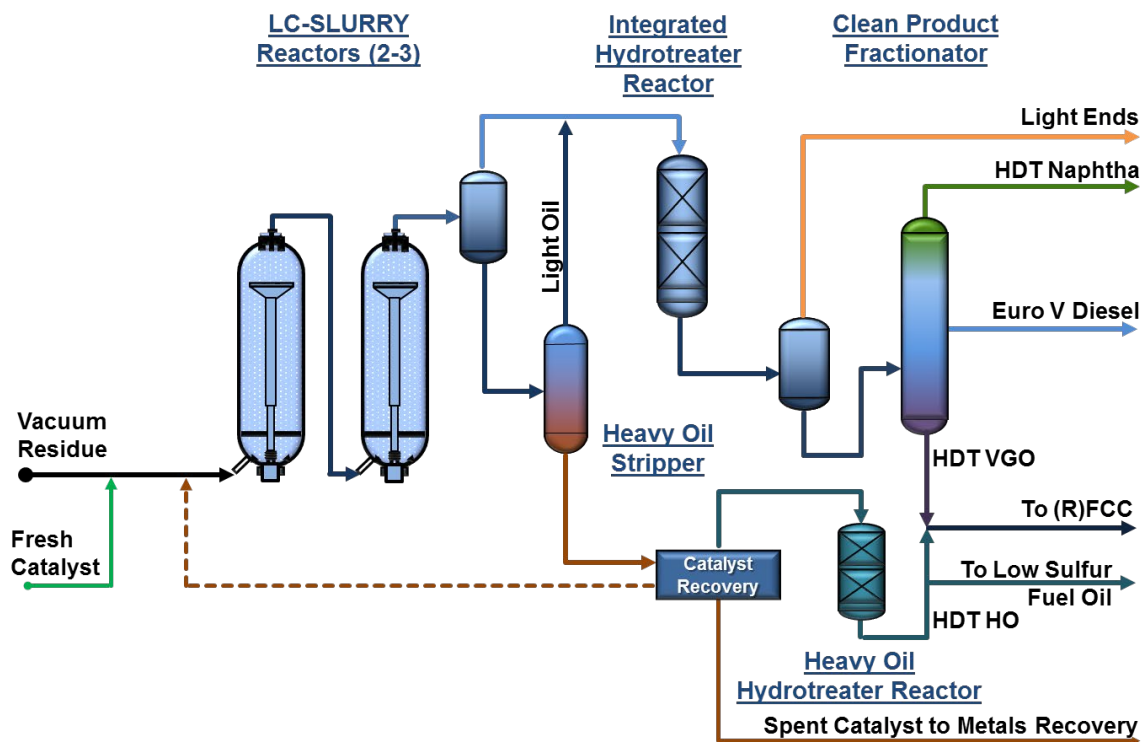 LC-SLURRY
Reactors (2-3)
Integrated
Hydrotreater
Reactor
Clean Product
Fractionator
Light Ends
HDT Naphtha
Light Oil
Euro V Diesel
Vacuum
Residue
Heavy Oil
Stripper
HDT VGO
To (R)FCC
Fresh
Catalyst
Catalyst
Recovery
To Low Sulfur
Fuel Oil
HDT HO
Heavy Oil
Hydrotreater Reactor
Spent Catalyst to Metals Recovery